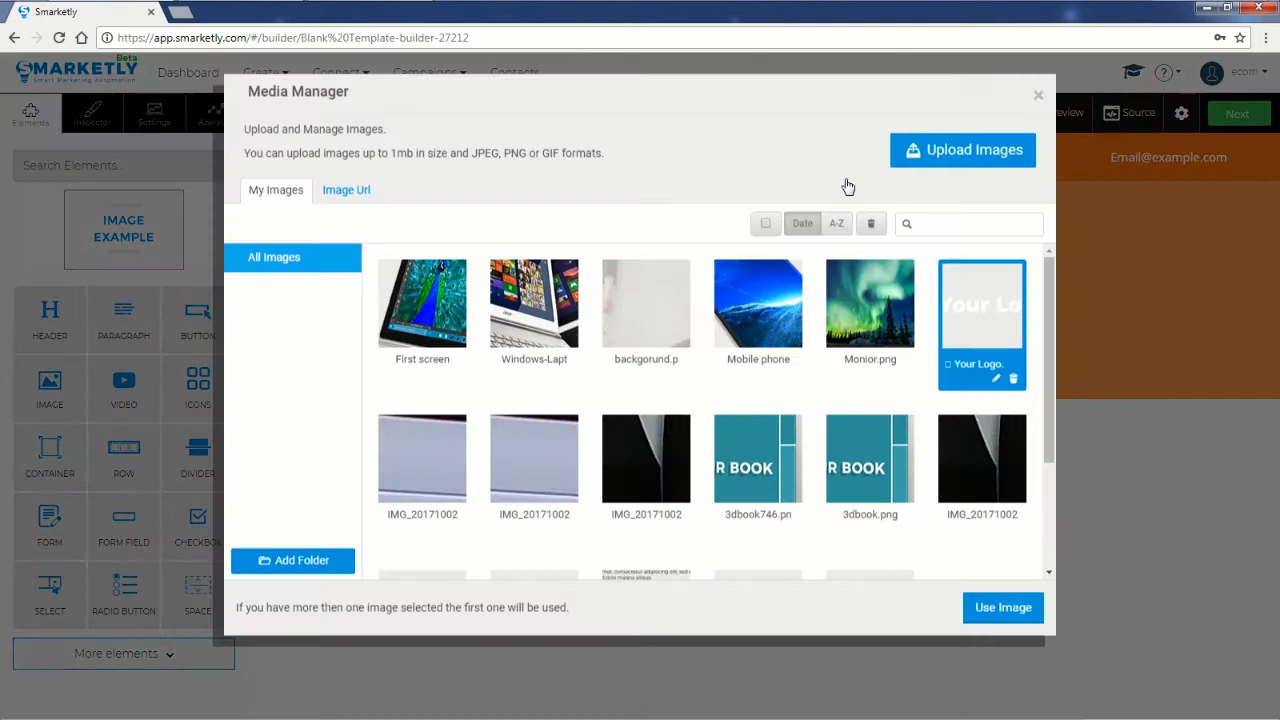 Smarketly
https://app.smarketly.com/#/builder/Blank%20Template-builder-27212
SMARKETLY
Beta
Smart Marketing Automation
Dashboard
Create
Connect
Campaigns
Contacts
ecom
Elements
Inspector
Settings
Source
Next
Search Elements...
IMAGE
EXAMPLE
HEADER
PARAGRAPH
BUTTON
IMAGE
VIDEO
ICONS
CONTAINER
ROW
DIVIDER
FORM
FORM FIELD
CHECKBO
SELECT
RADIO BUTTON
SPACE
More elements
Email@example.com
Media Manager
Upload and Manage Images.
You can upload images up to 1mb in size and JPEG, PNG or GIF formats.
Upload Images
My Images
Image Url
Date
A-Z
All Images
Add Folder
First screen
Windows-Lapt
backgorund.p
Mobile phone
Monior.png
Your Lo
Your Logo.
IMG_20171002
IMG_20171002
IMG_20171002
R BOOK
3dbook746.pn
R BOOK
3dbook.png
IMG_20171002
If you have more then one image selected the first one will be used.
Use Image